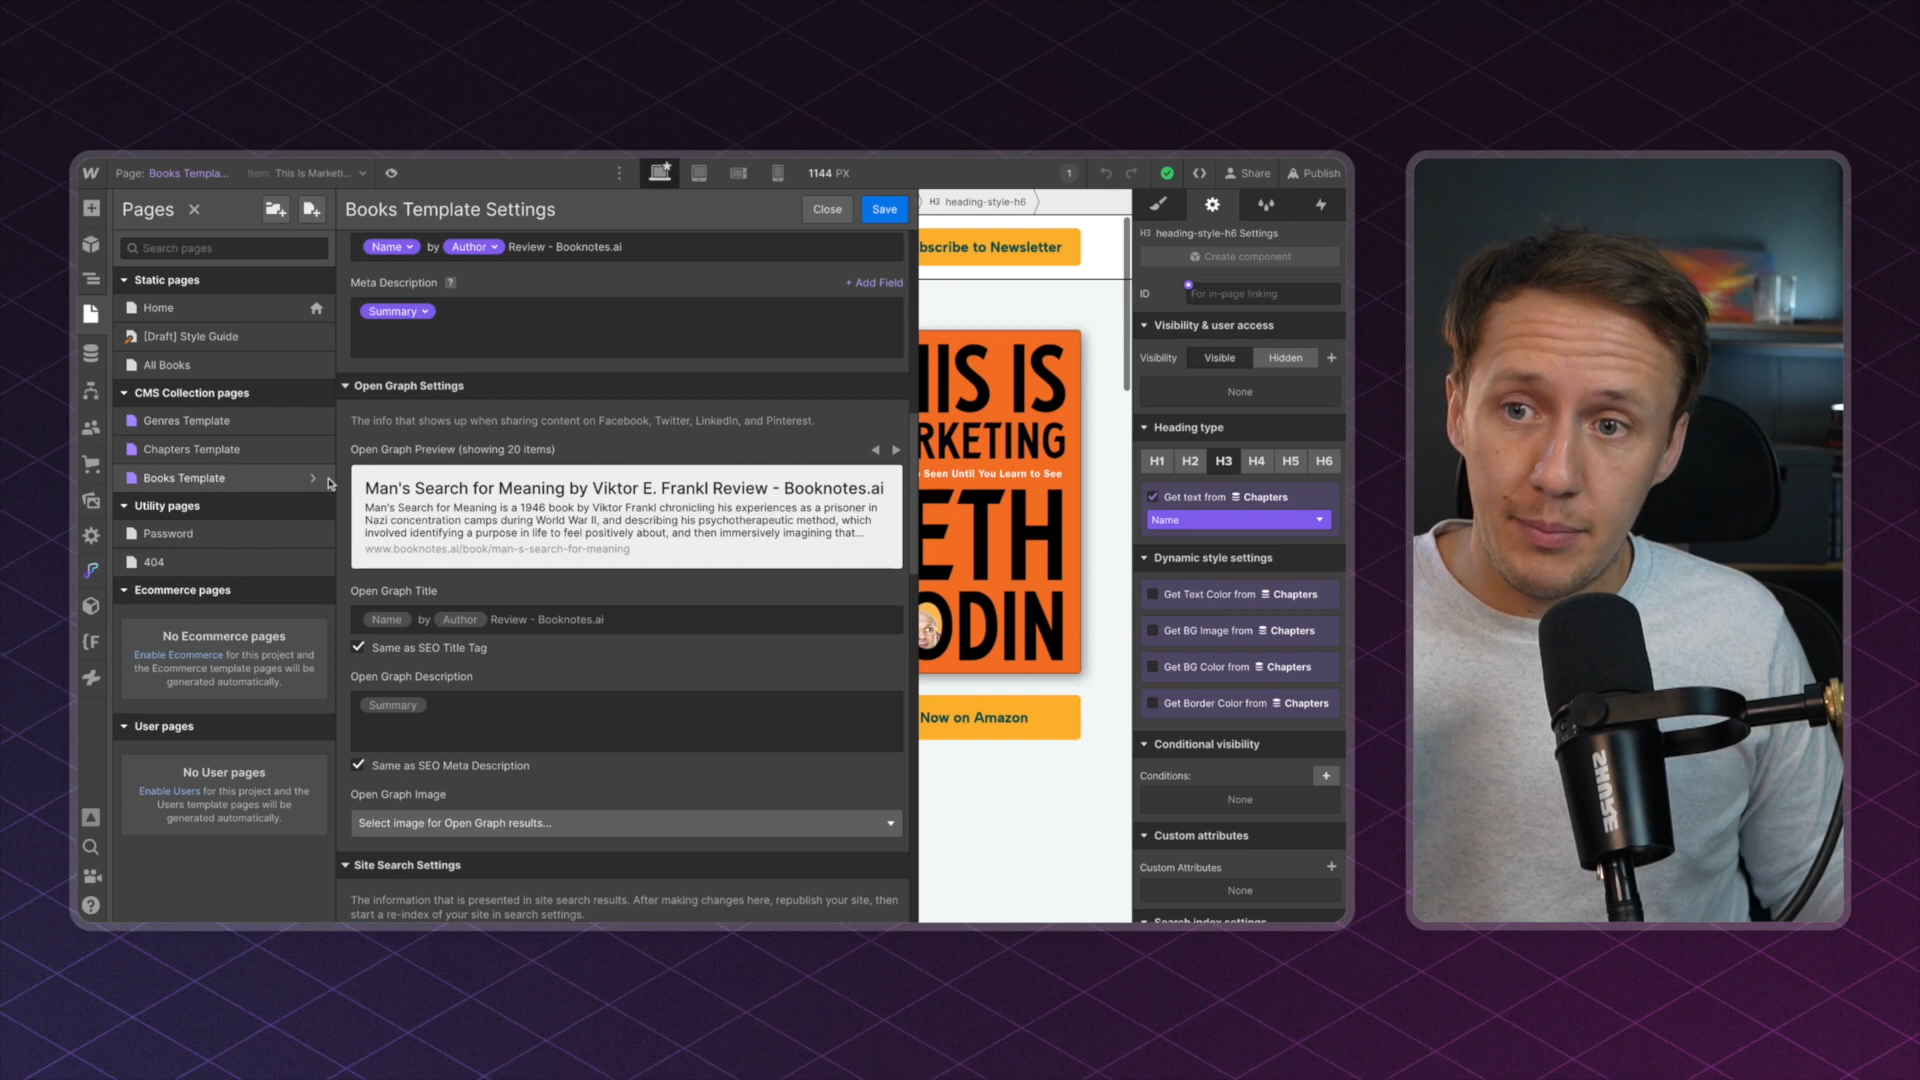 Page: Books Templa...
Item: This Is Marketi...
1144 PX
1
Share
Publish
Pages
Search pages
Static pages
Home
[Draft] Style Guide
All Books
CMS Collection pages
Genres Template
Chapters Template
Books Template
Utility pages
Password
404
Ecommerce pages
No Ecommerce pages
Enable Ecommerce for this project and
the Ecommerce template pages will be
generated automatically.
User pages
No User pages
Enable Users for this project and the
Users template pages will be
generated automatically.
Books Template Settings
Close
Save
Name by Author Review - Booknotes.ai
Meta Description ?
+ Add Field
Summary
Open Graph Settings
The info that shows up when sharing content on Facebook, Twitter, LinkedIn, and Pinterest.
Open Graph Preview (showing 20 items)
Man's Search for Meaning by Viktor E. Frankl Review - Booknotes.ai
Man's Search for Meaning is a 1946 book by Viktor Frankl chronicling his experiences as a prisoner in
Nazi concentration camps during World War II, and describing his psychotherapeutic method, which
involved identifying a purpose in life to feel positively about, and then immersively imagining that...
www.booknotes.ai/book/man-s-search-for-meaning
Open Graph Title
Name by Author Review - Booknotes.ai
Same as SEO Title Tag
Open Graph Description
Summary
Same as SEO Meta Description
Open Graph Image
Select image for Open Graph results...
Site Search Settings
The information that is presented in site search results. After making changes here, republish your site, then
start a re-index of your site in search settings.
H3 heading-style-h6
bscribe to Newsletter
HIS IS
RKETING
Seen Until You Learn to See
ETH
ODIN
Now on Amazon
H3 heading-style-h6 Settings
Create component
ID
For in-page linking
Visibility & user access
Visibility
Visible
Hidden
None
Heading type
H1 H2 H3 H4 H5 H6
Get text from Chapters
Name
Dynamic style settings
Get Text Color from Chapters
Get BG Image from Chapters
Get BG Color from Chapters
Get Border Color from Chapters
Conditional visibility
Conditions:
None
Custom attributes
Custom Attributes
None
Search index settings
SHURE